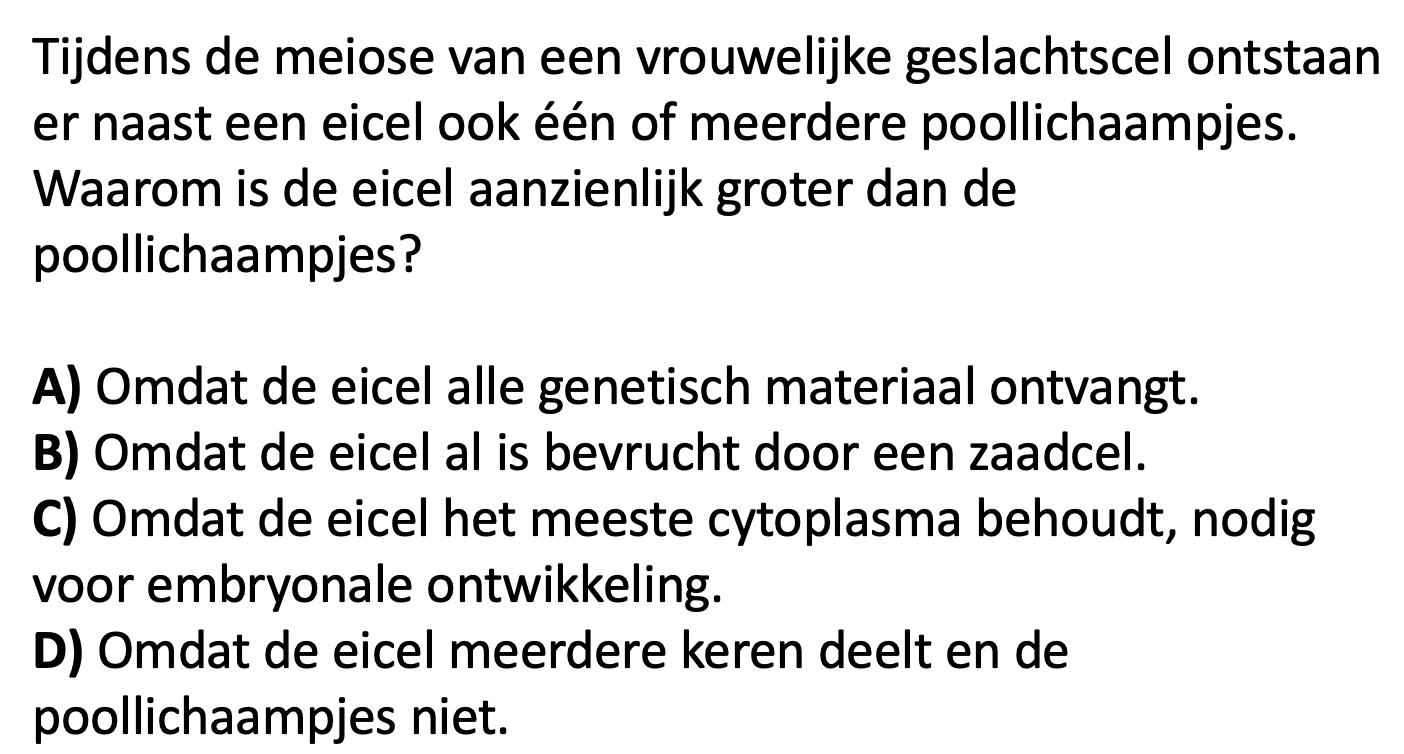 Tijdens de meiose van een vrouwelijke geslachtscel ontstaan
er naast een eicel ook één of meerdere poollichaampjes.
Waarom is de eicel aanzienlijk groter dan de
poollichaampjes?
A) Omdat de eicel alle genetisch materiaal ontvangt.
B) Omdat de eicel al is bevrucht door een zaadcel.
C) Omdat de eicel het meeste cytoplasma behoudt, nodig
voor embryonale ontwikkeling.
D) Omdat de eicel meerdere keren deelt en de
poollichaampjes niet.